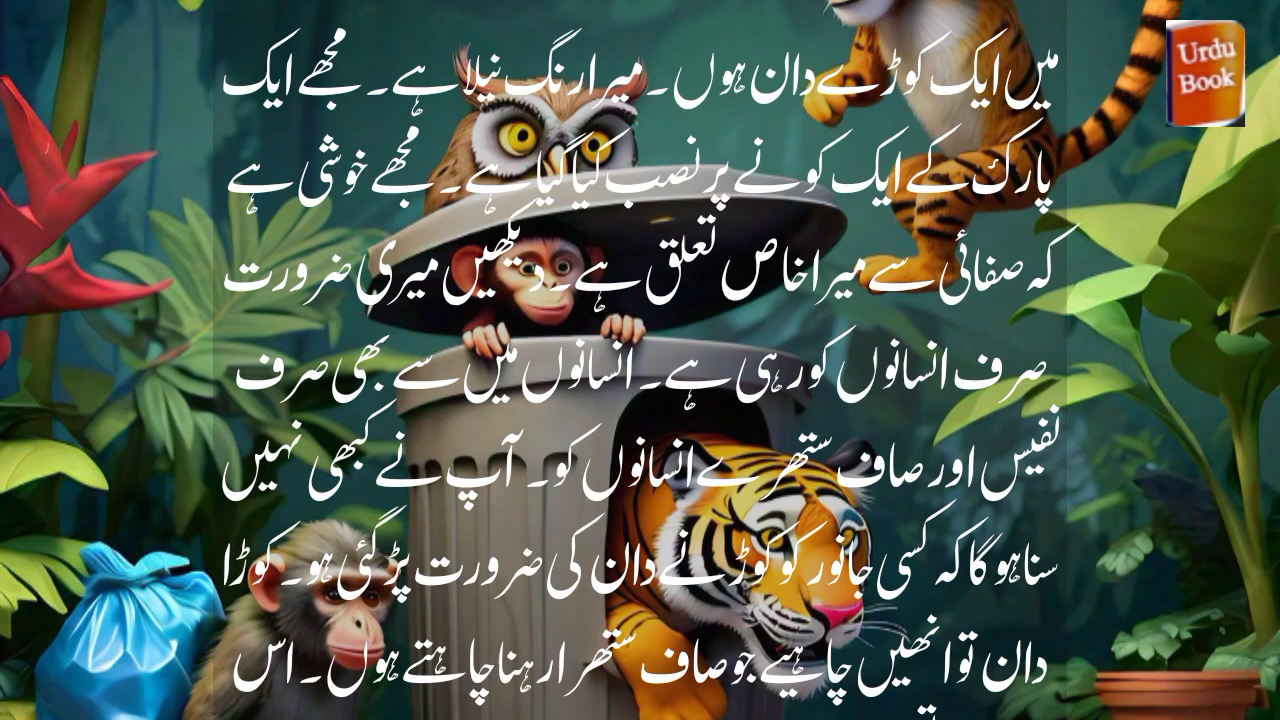 میں ایک کوڑے دان ہوں۔ میرا رنگ نیلا ہے۔ مجھے ایک
پارک کے ایک کونے پر نصب کیا گیا ہے۔ مجھے خوشی ہے
کہ صفائی سے میرا خاص تعلق ہے۔ دیکھیں میری ضرورت
صرف انسانوں کو رہی ہے۔ انسانوں میں سے بھی صرف
نفیس اور صاف ستھرے انسانوں کو۔ آپ نے کبھی نہیں
سنا ہو گا کہ کسی جانور کو کوڑنے دان کی ضرورت پڑ گئی ہو۔ کوڑا
دان تو انھیں چاہیے جو صاف ستھرا رہنا چاہتے ہوں۔ اس
Urdu
Book